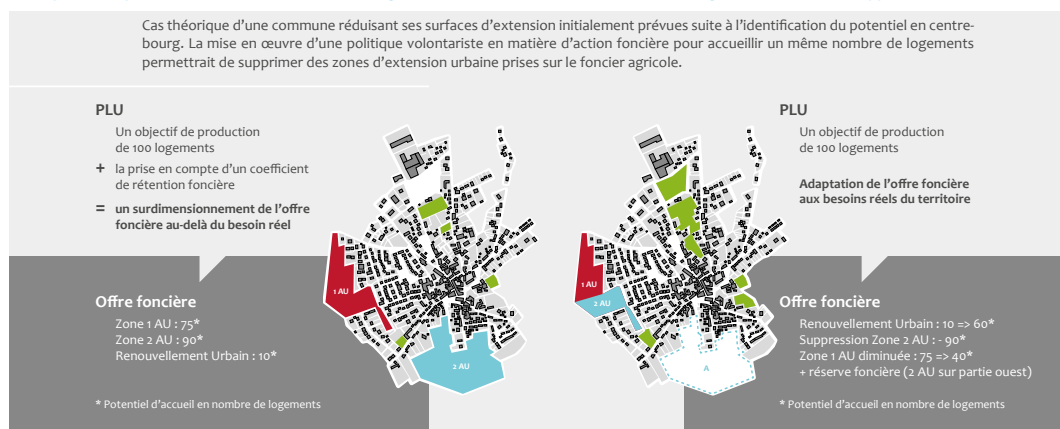 Cas théorique d'une commune réduisant ses surfaces d'extension initialement prévues suite à l'identification du potentiel en centre-
bourg. La mise en œuvre d'une politique volontariste en matière d'action foncière pour accueillir un même nombre de logements
permettrait de supprimer des zones d'extension urbaine prises sur le foncier agricole.
PLU
Un objectif de production
de 100 logements
+ la prise en compte d'un coefficient
de rétention foncière
= un surdimensionnement de l'offre
foncière au-delà du besoin réel
Offre foncière
Zone 1 AU : 75*
Zone 2 AU : 90*
Renouvellement Urbain : 10*
* Potentiel d'accueil en nombre de logements
1 AU
2 AU
1 AU
2 AU
A
PLU
Un objectif de production
de 100 logements
Adaptation de l'offre foncière
aux besoins réels du territoire
Offre foncière
Renouvellement Urbain : 10 => 60*
Suppression Zone 2 AU : - 90*
Zone 1 AU diminuée : 75 => 40*
+ réserve foncière (2 AU sur partie ouest)
* Potentiel d'accueil en nombre de logements